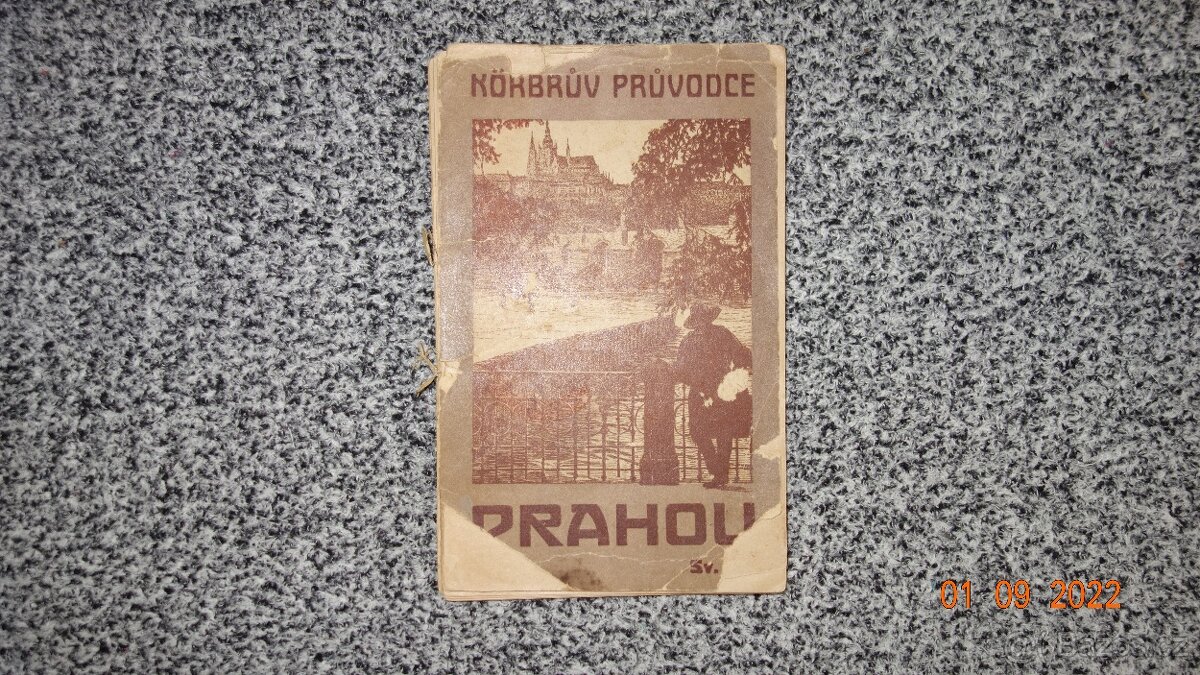 KÖRBRŮV PRŮVODCE
PRAHOU
Sv.
01 09 2022